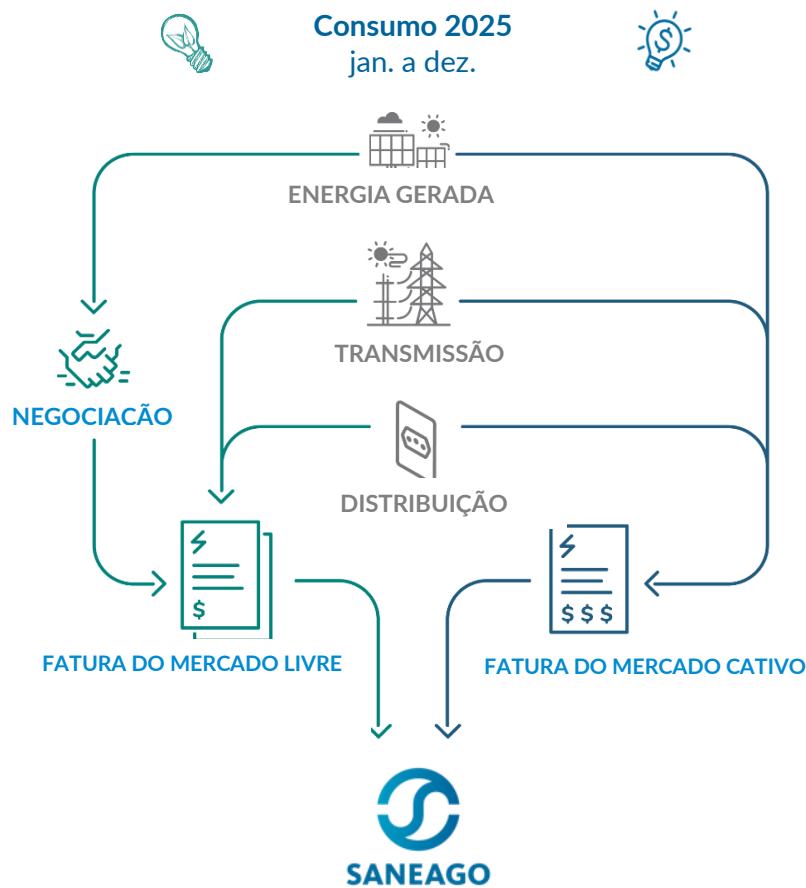 Consumo 2025
jan. a dez.
$
ENERGIA GERADA
TRANSMISSÃO
NEGOCIACÃO
DISTRIBUIÇÃO
$
$ $ $
FATURA DO MERCADO LIVRE
FATURA DO MERCADO CATIVO
SANEAGO